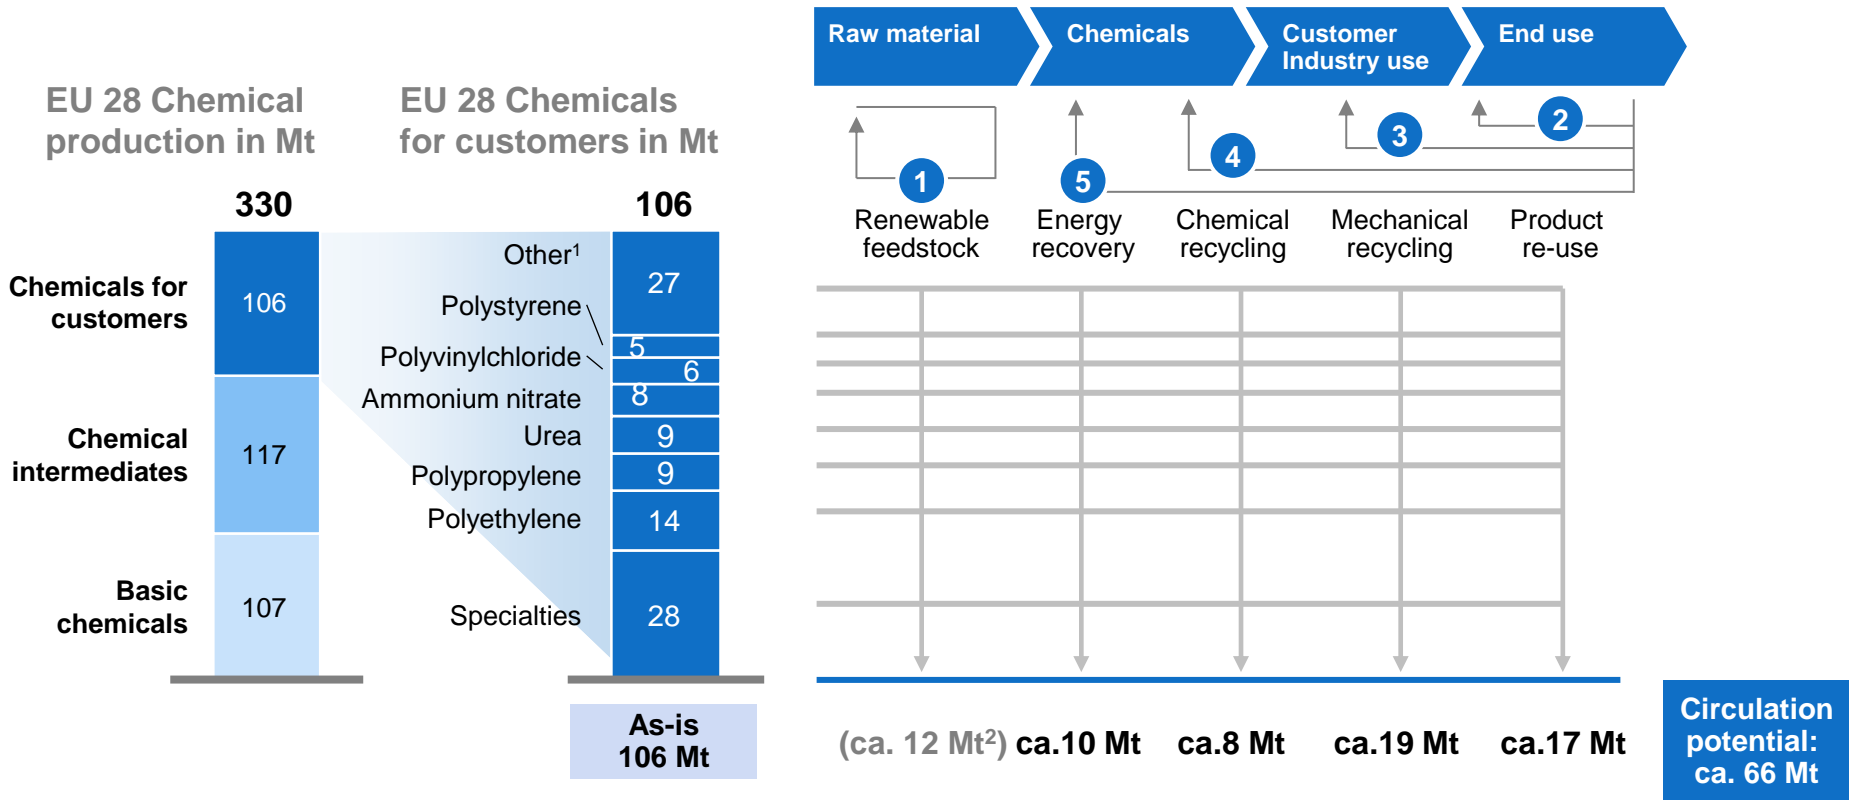 Raw material
Chemicals
Customer
Industry use
End use
EU 28 Chemical
production in Mt
EU 28 Chemicals
for customers in Mt
1
5
4
3
2
Renewable
feedstock
Energy
recovery
Chemical
recycling
Mechanical
recycling
Product
re-use
330
106
Chemicals for
customers
106
Chemical
intermediates
117
Basic
chemicals
107
Other¹
27
Polystyrene
5
Polyvinylchloride
6
Ammonium nitrate
8
Urea
9
Polypropylene
9
Polyethylene
14
Specialties
28
As-is
106 Mt
(ca. 12 Mt²)
ca.10 Mt
ca.8 Mt
ca.19 Mt
ca.17 Mt
Circulation
potential:
ca. 66 Mt